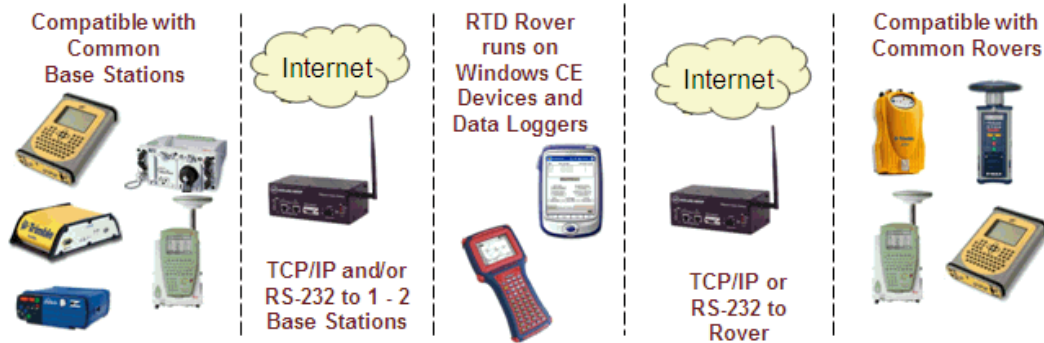 Compatible with
Common
Base Stations
Trimble
Internet
TCP/IP and/or
RS-232 to 1 - 2
Base Stations
RTD Rover
runs on
Windows CE
Devices and
Data Loggers
Internet
TCP/IP or
RS-232 to
Rover
Compatible with
Common Rovers